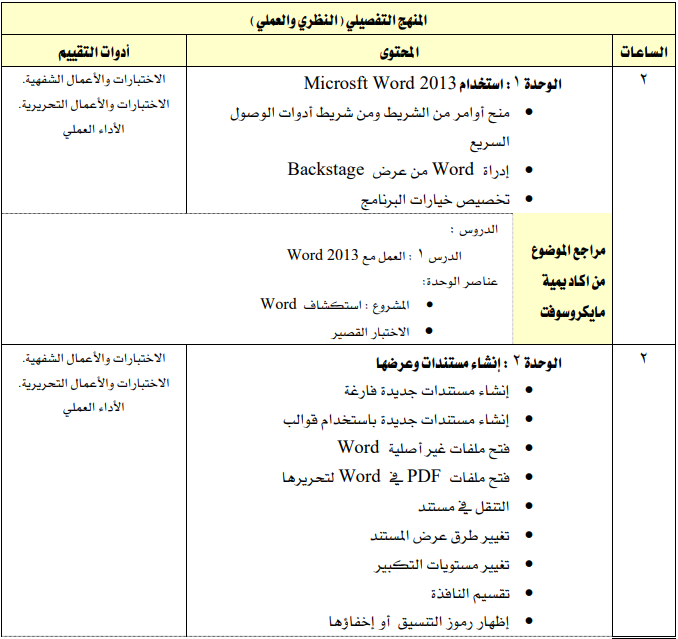 المنهج التفصيلي (النظري والعملي)
الساعات
المحتوى
أدوات التقييم
٢
الوحدة ١ : استخدام Microsft Word 2013
• منح أوامر من الشريط ومن شريط أدوات الوصول
السريع
• إدراة Word من عرض Backstage
• تخصيص خيارات البرنامج
الاختبارات والأعمال الشفهية.
الاختبارات والأعمال التحريرية.
الأداء العملي
مراجع الموضوع
من اكاديمية
مايكروسوفت
الدروس :
الدرس ١ : العمل مع Word 2013
عناصر الوحدة:
• المشروع : استكشاف Word
• الاختبار القصير
٢
الوحدة ٢ : إنشاء مستندات وعرضها
• إنشاء مستندات جديدة فارغة
• إنشاء مستندات جديدة باستخدام قوالب
• فتح ملفات غير أصلية Word
• فتح ملفات PDF في Word لتحريرها
• التنقل في مستند
• تغيير طرق عرض المستند
• تغيير مستويات التكبير
• تقسيم النافذة
• إظهار رموز التنسيق أو إخفاؤها
الاختبارات والأعمال الشفهية.
الاختبارات والأعمال التحريرية.
الأداء العملي